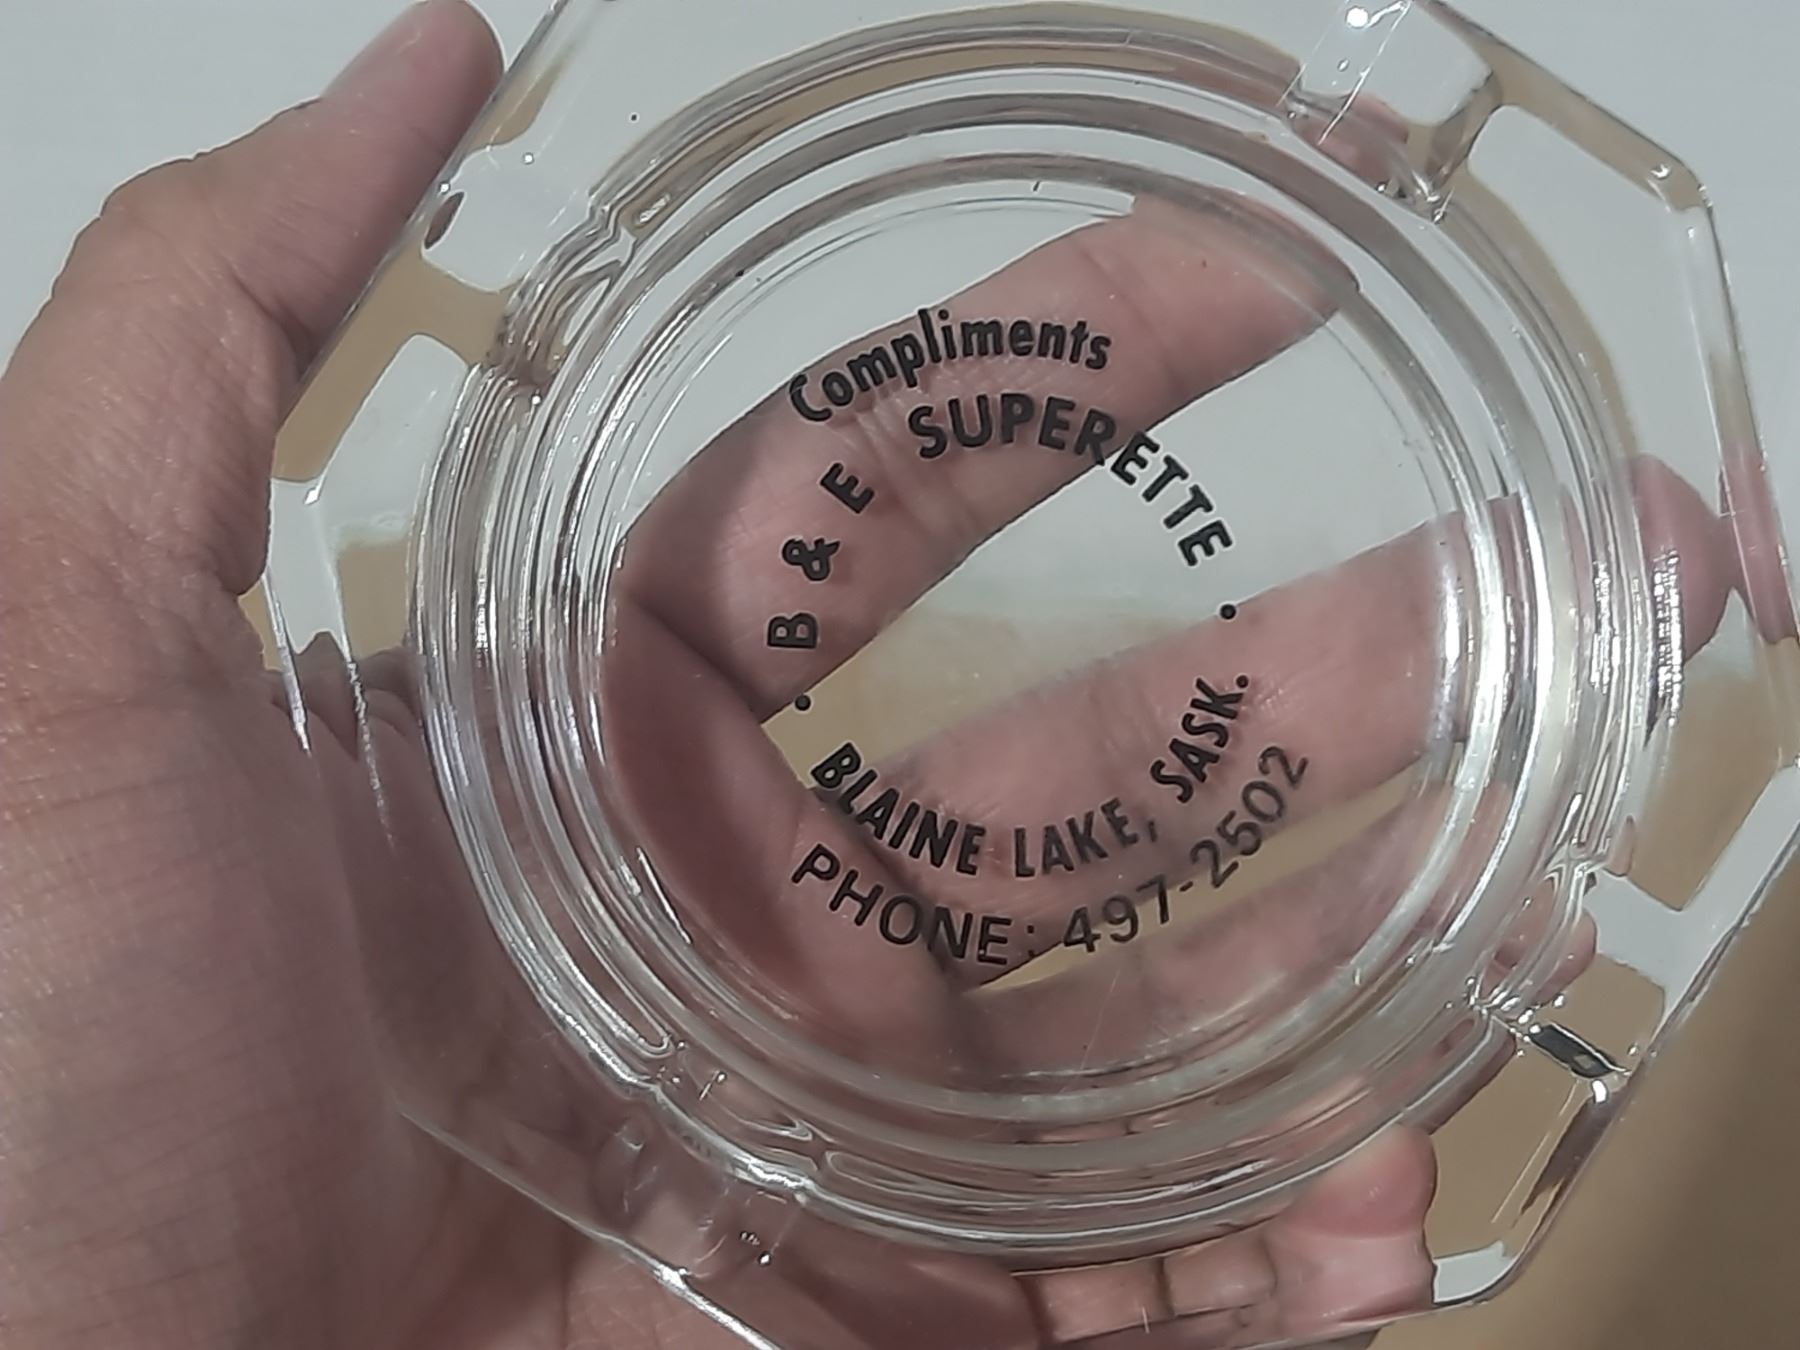 Compliments
• B & E SUPERETTE •
BLAINE LAKE, SASK.
PHONE: 497-2502